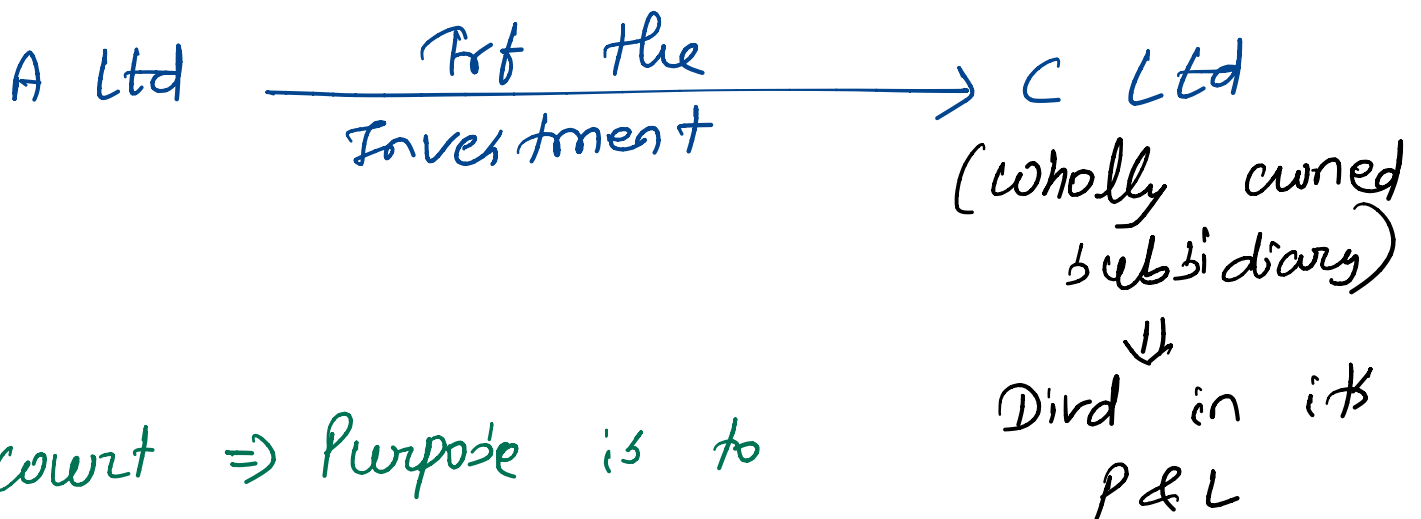 A Ltd Trf the C Ltd
Investment
(wholly owned
subsidiary)
⇓
Divd in its
Court ⇒ Purpose is to
P & L